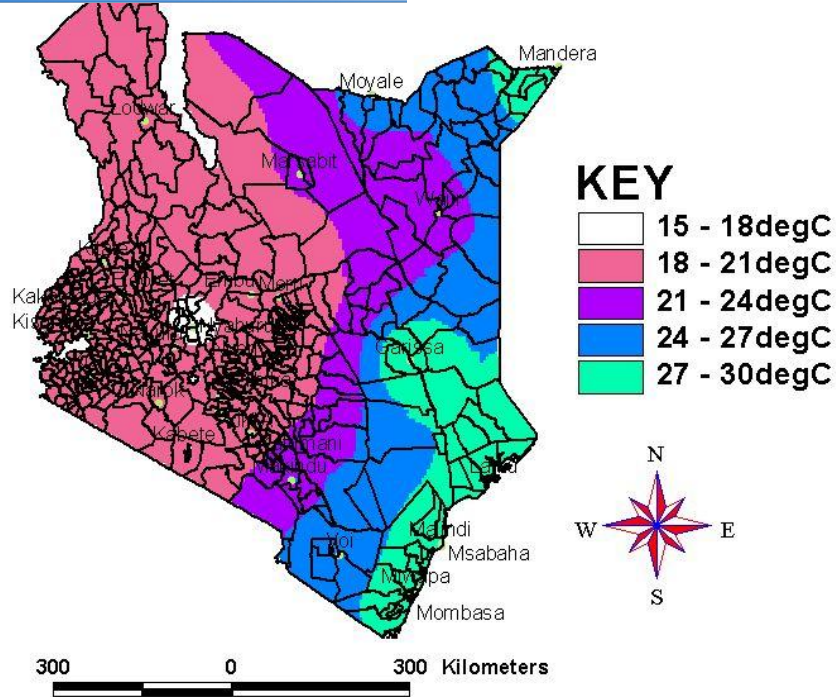 Mandera
Moyale
Lodwar
Marsabit
Wajir
KEY
15 - 18degC
18 - 21degC
21 - 24degC
24 - 27degC
27 - 30degC
Embu Meru
Garissa
Narok
Kabete
Makindu
Lamu
Voi
Malindi
Msabaha
Mtwapa
Mombasa
N
W
E
S
300 0 300 Kilometers